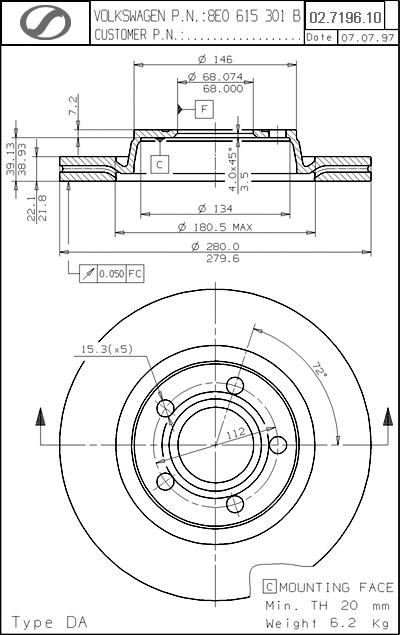 VOLKSWAGEN P.N.:8E0 615 301 B
02.7196.10
CUSTOMER P.N.:...................
Date 07.07.97
Ø 146
Ø 68.074
68.000
F
7.2
C
39.13
38.93
4.0x45°
3.5
22.1
21.8
Ø 134
Ø 180.5 MAX
Ø 280.0
279.6
0.050 FC
15.3(x5)
72°
112
C MOUNTING FACE
Min. TH 20 mm
Type DA
Weight 6.2 Kg